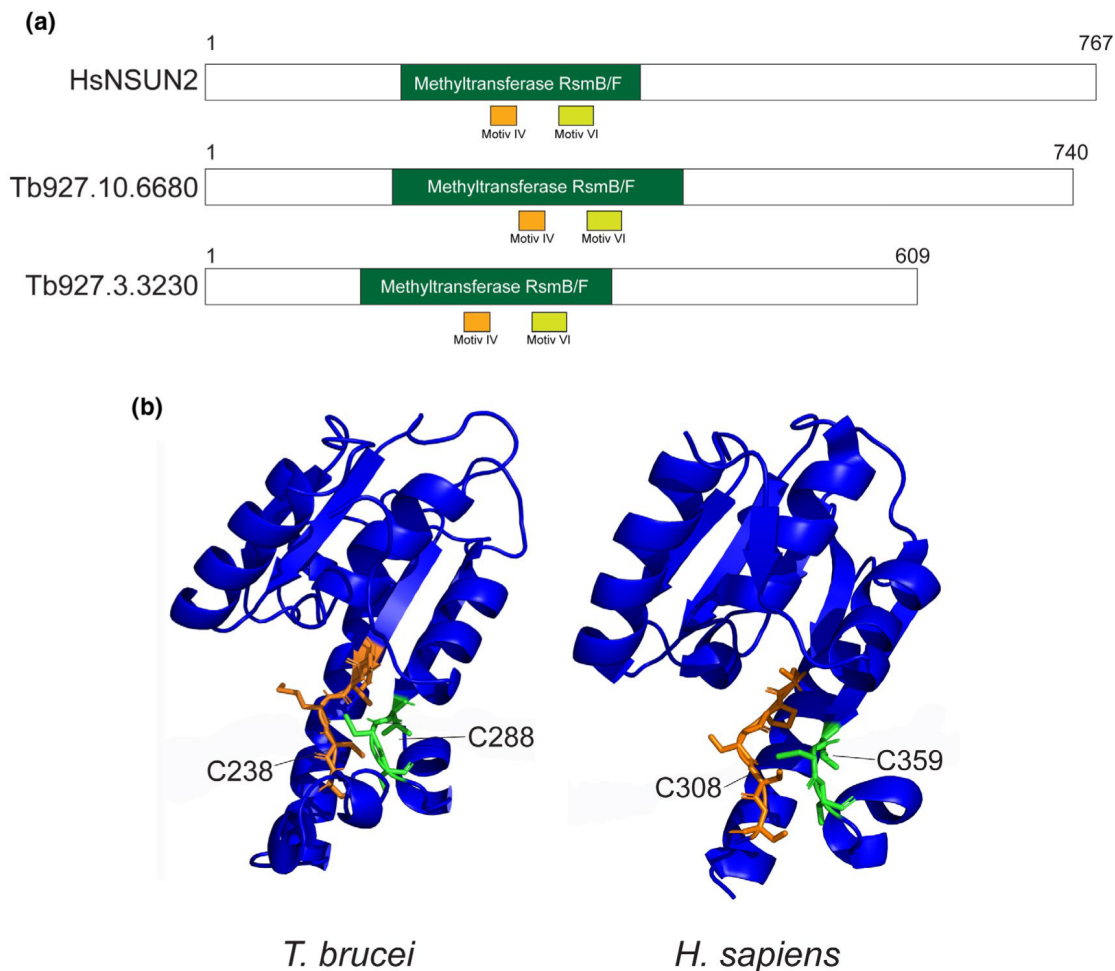 (a)
1 767
HsNSUN2 Methyltransferase RsmB/F
Motiv IV Motiv VI
1 740
Tb927.10.6680 Methyltransferase RsmB/F
Motiv IV Motiv VI
1 609
Tb927.3.3230 Methyltransferase RsmB/F
Motiv IV Motiv VI
(b)
C238 C288
C308 C359
T. brucei H. sapiens